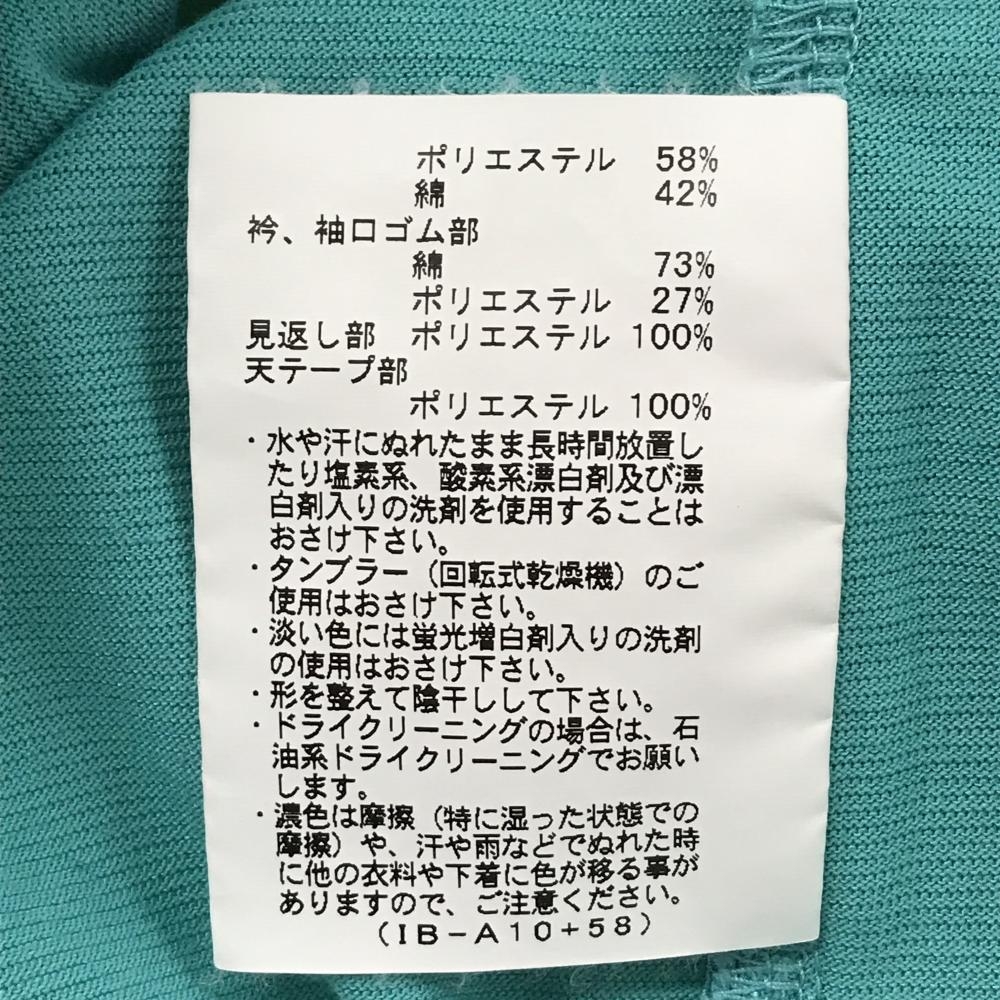 ポリエステル 58%
綿 42%
衿、袖口ゴム部
綿 73%
ポリエステル 27%
見返し部 ポリエステル 100%
天テープ部
ポリエステル 100%
・水や汗にぬれたまま長時間放置し
たり塩素系、酸素系漂白剤及び漂
白剤入りの洗剤を使用することは
おさけ下さい。
・タンブラー（回転式乾燥機）のご
使用はおさけ下さい。
・淡い色には蛍光増白剤入りの洗剤
の使用はおさけ下さい。
・形を整えて陰干しして下さい。
・ドライクリーニングの場合は、石
油系ドライクリーニングでお願い
します。
・濃色は摩擦（特に湿った状態での
摩擦）や、汗や雨などでぬれた時
に他の衣料や下着に色が移る事が
ありますので、ご注意ください。
（IB－A10＋58）